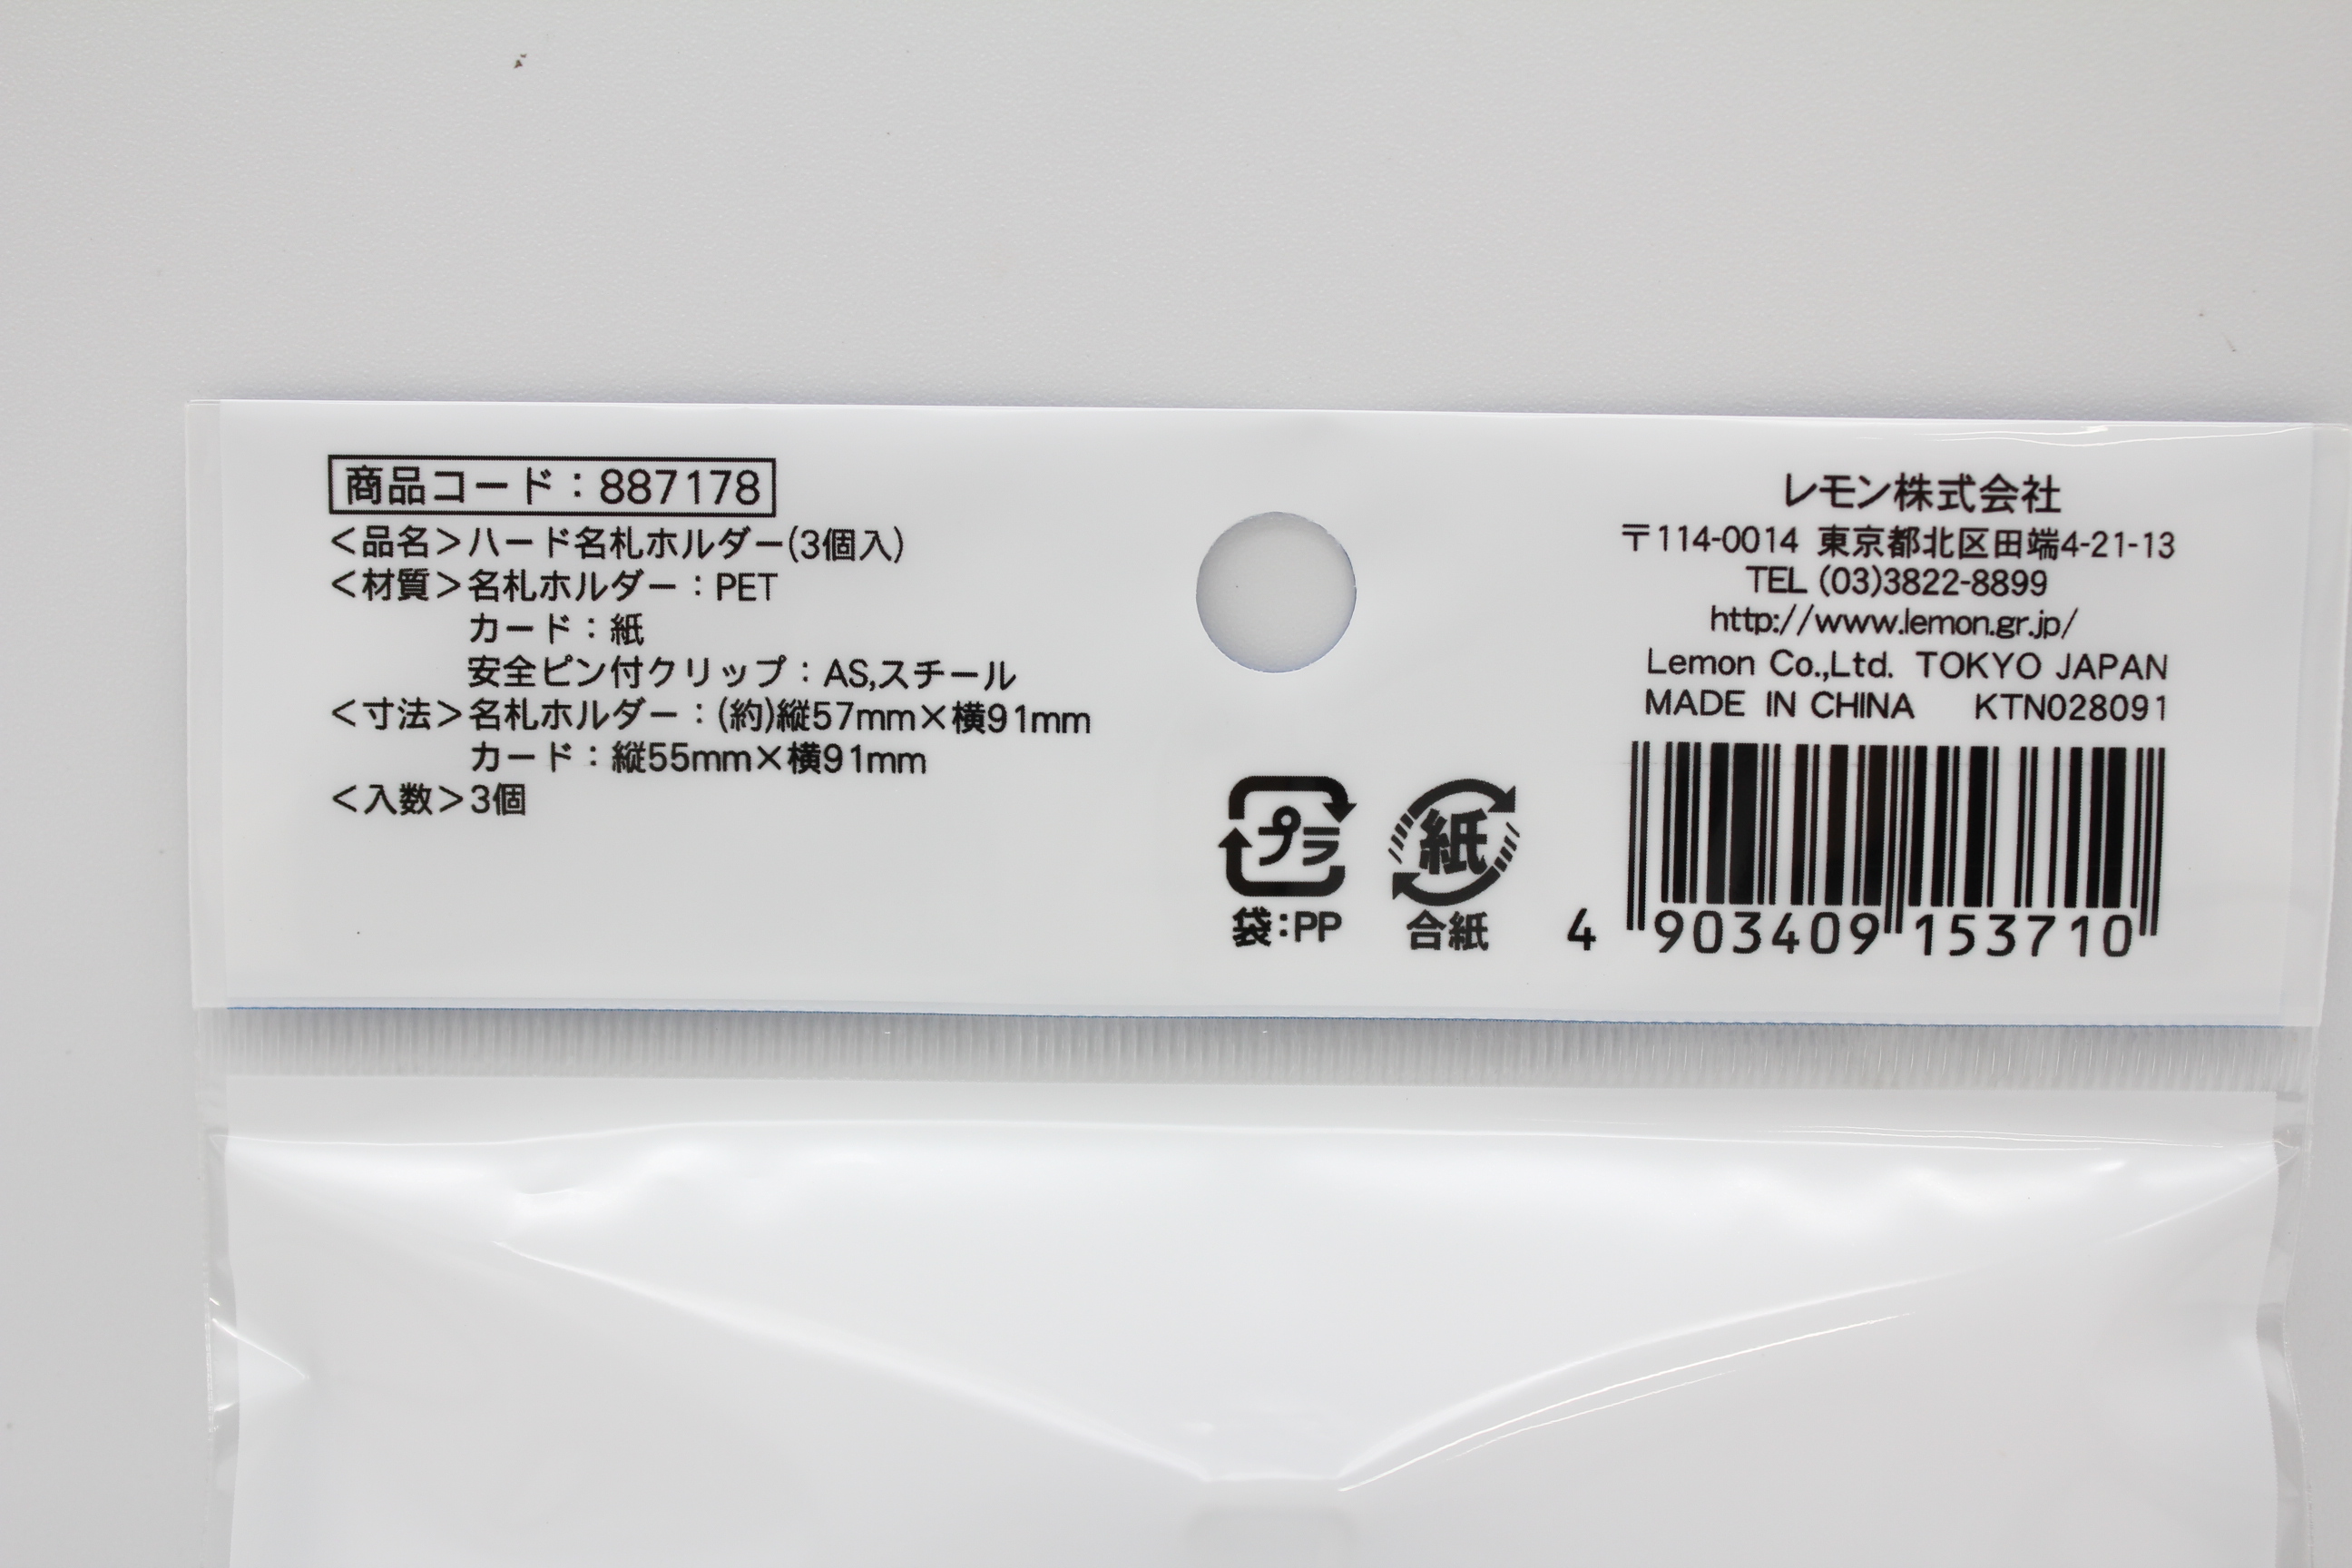 商品コード：887178
＜品名＞ハード名札ホルダー(3個入)
＜材質＞名札ホルダー：PET
カード：紙
安全ピン付クリップ：AS,スチール
＜寸法＞名札ホルダー：(約)縦57mm×横91mm
カード：縦55mm×横91mm
＜入数＞3個
プラ
袋：PP
紙
合紙
レモン株式会社
〒114-0014 東京都北区田端4-21-13
TEL (03)3822-8899
http://www.lemon.gr.jp/
Lemon Co.,Ltd. TOKYO JAPAN
MADE IN CHINA KTN028091
4 903409 153710